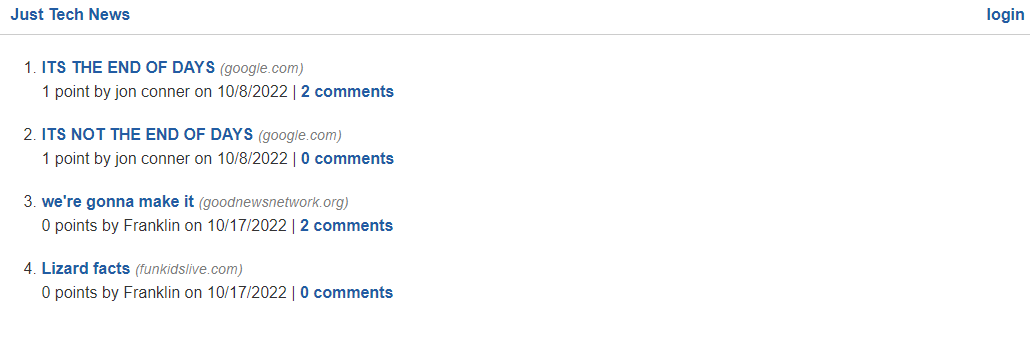 Just Tech News
login
1. ITS THE END OF DAYS (google.com)
1 point by jon conner on 10/8/2022 | 2 comments
2. ITS NOT THE END OF DAYS (google.com)
1 point by jon conner on 10/8/2022 | 0 comments
3. we're gonna make it (goodnewsnetwork.org)
0 points by Franklin on 10/17/2022 | 2 comments
4. Lizard facts (funkidslive.com)
0 points by Franklin on 10/17/2022 | 0 comments